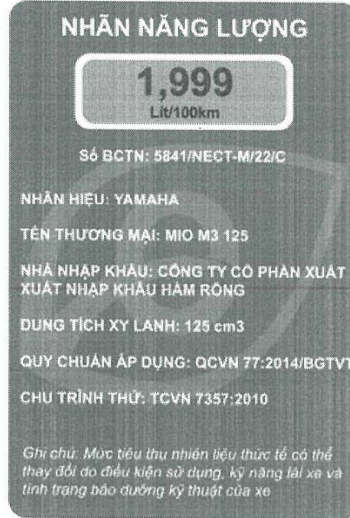 NHÃN NĂNG LƯỢNG
1,999
Lít/100km
Số BCTN: 5841/NECT-M/22/C
NHÃN HIỆU: YAMAHA
TÊN THƯƠNG MẠI: MIO M3 125
NHÀ NHẬP KHẨU: CÔNG TY CỔ PHẦN XUẤT
XUẤT NHẬP KHẨU HÀM RỒNG
DUNG TÍCH XY LANH: 125 cm3
QUY CHUẨN ÁP DỤNG: QCVN 77:2014/BGTVT
CHU TRÌNH THỬ: TCVN 7357:2010
Ghi chú: Mức tiêu thụ nhiên liệu thực tế có thể
thay đổi do điều kiện sử dụng, kỹ năng lái xe và
tình trạng bảo dưỡng kỹ thuật của xe